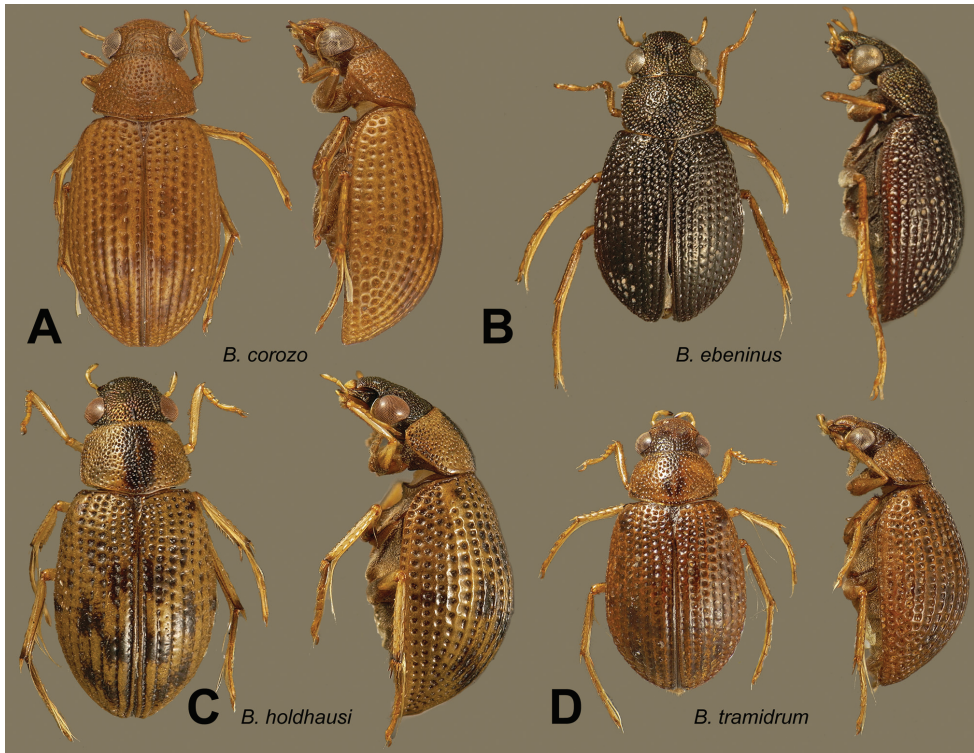 A
B. corozo
B
B. ebeninus
C
B. holdhausi
D
B. tramidrum